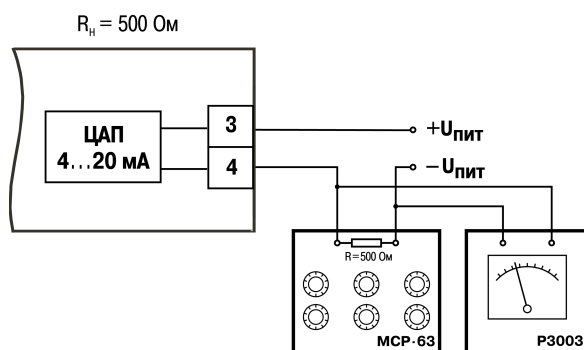 Rн = 500 Ом
ЦАП
4...20 мА
3
4
+Uпит
−Uпит
R=500 Ом
МСР·63
Р3003